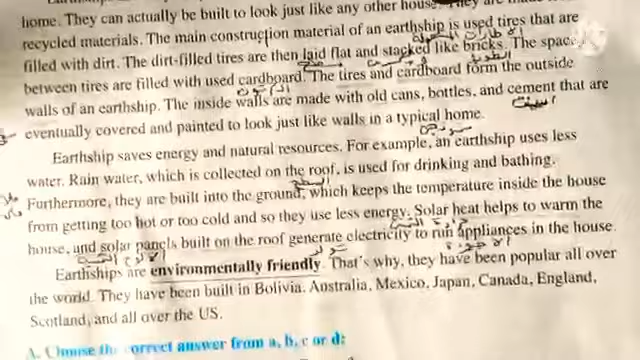 home. They can actually be built to look just like any other house. They are made
recycled materials. The main construction material of an earthship is used tires that are
filled with dirt. The dirt-filled tires are then laid flat and stacked like bricks. The space
between tires are filled with used cardboard. The tires and cardboard form the outside
walls of an earthship. The inside walls are made with old cans, bottles, and cement that are
eventually covered and painted to look just like walls in a typical home.
Earthship saves energy and natural resources. For example, an earthship uses less
water. Rain water, which is collected on the roof, is used for drinking and bathing.
Furthermore, they are built into the ground, which keeps the temperature inside the house
from getting too hot or too cold and so they use less energy. Solar heat helps to warm the
house, and solar panels built on the roof generate electricity to run appliances in the house.
Earthships are environmentally friendly. That's why, they have been popular all over
the world. They have been built in Bolivia, Australia, Mexico, Japan, Canada, England,
Scotland, and all over the US.
A. Choose the correct answer from a, b, c or d: